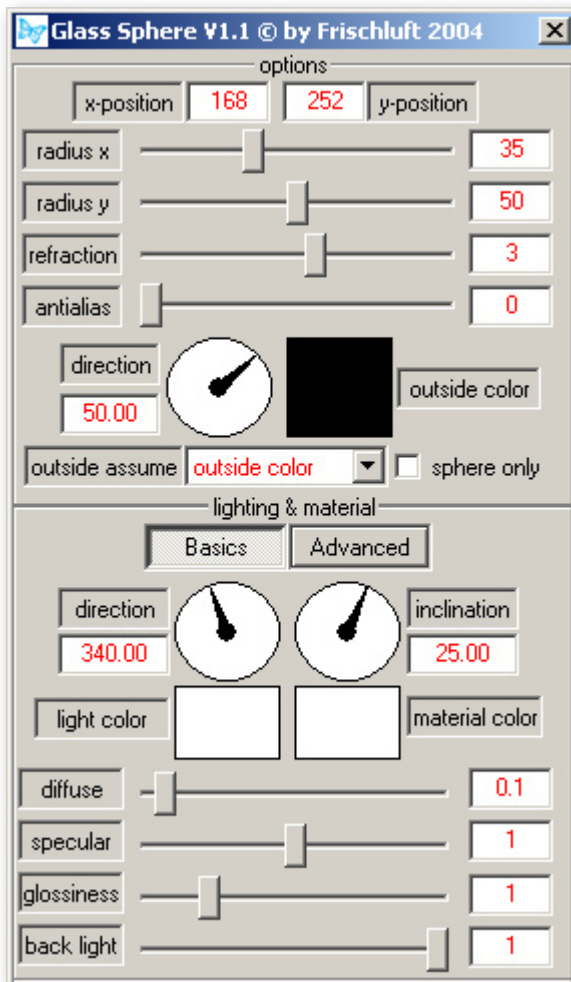 Glass Sphere V1.1 © by Frischluft 2004
options
x-position 168 252 y-position
radius x 35
radius y 50
refraction 3
antialias 0
direction
50.00
outside color
outside assume outside color sphere only
lighting & material
Basics Advanced
direction inclination
340.00 25.00
light color material color
diffuse 0.1
specular 1
glossiness 1
back light 1